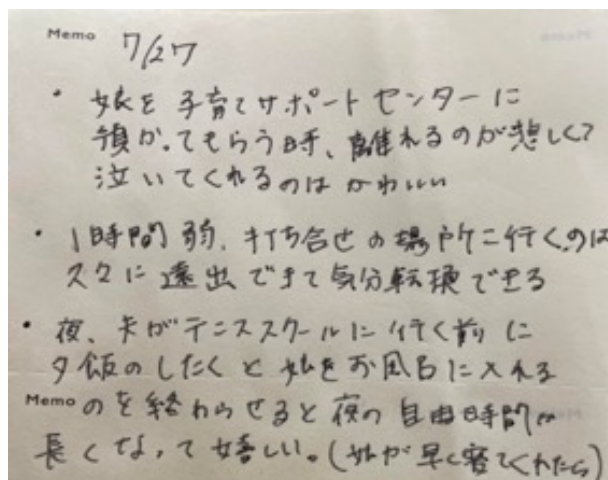 Memo 7/27
・娘を子育てサポートセンターに
預かってもらう時、離れるのが悲しくて
泣いてくれるのはかわいい
・1時間弱、打ち合せの場所に行くのは
スクに遠出できて気分転換できる
・夜、夫がテニススクールに行く前に
夕飯のしたくと娘をお風呂に入れる
Memo のを終わらせると夜の自由時間が
長くなって嬉しい。(娘が早く寝てくれたら)